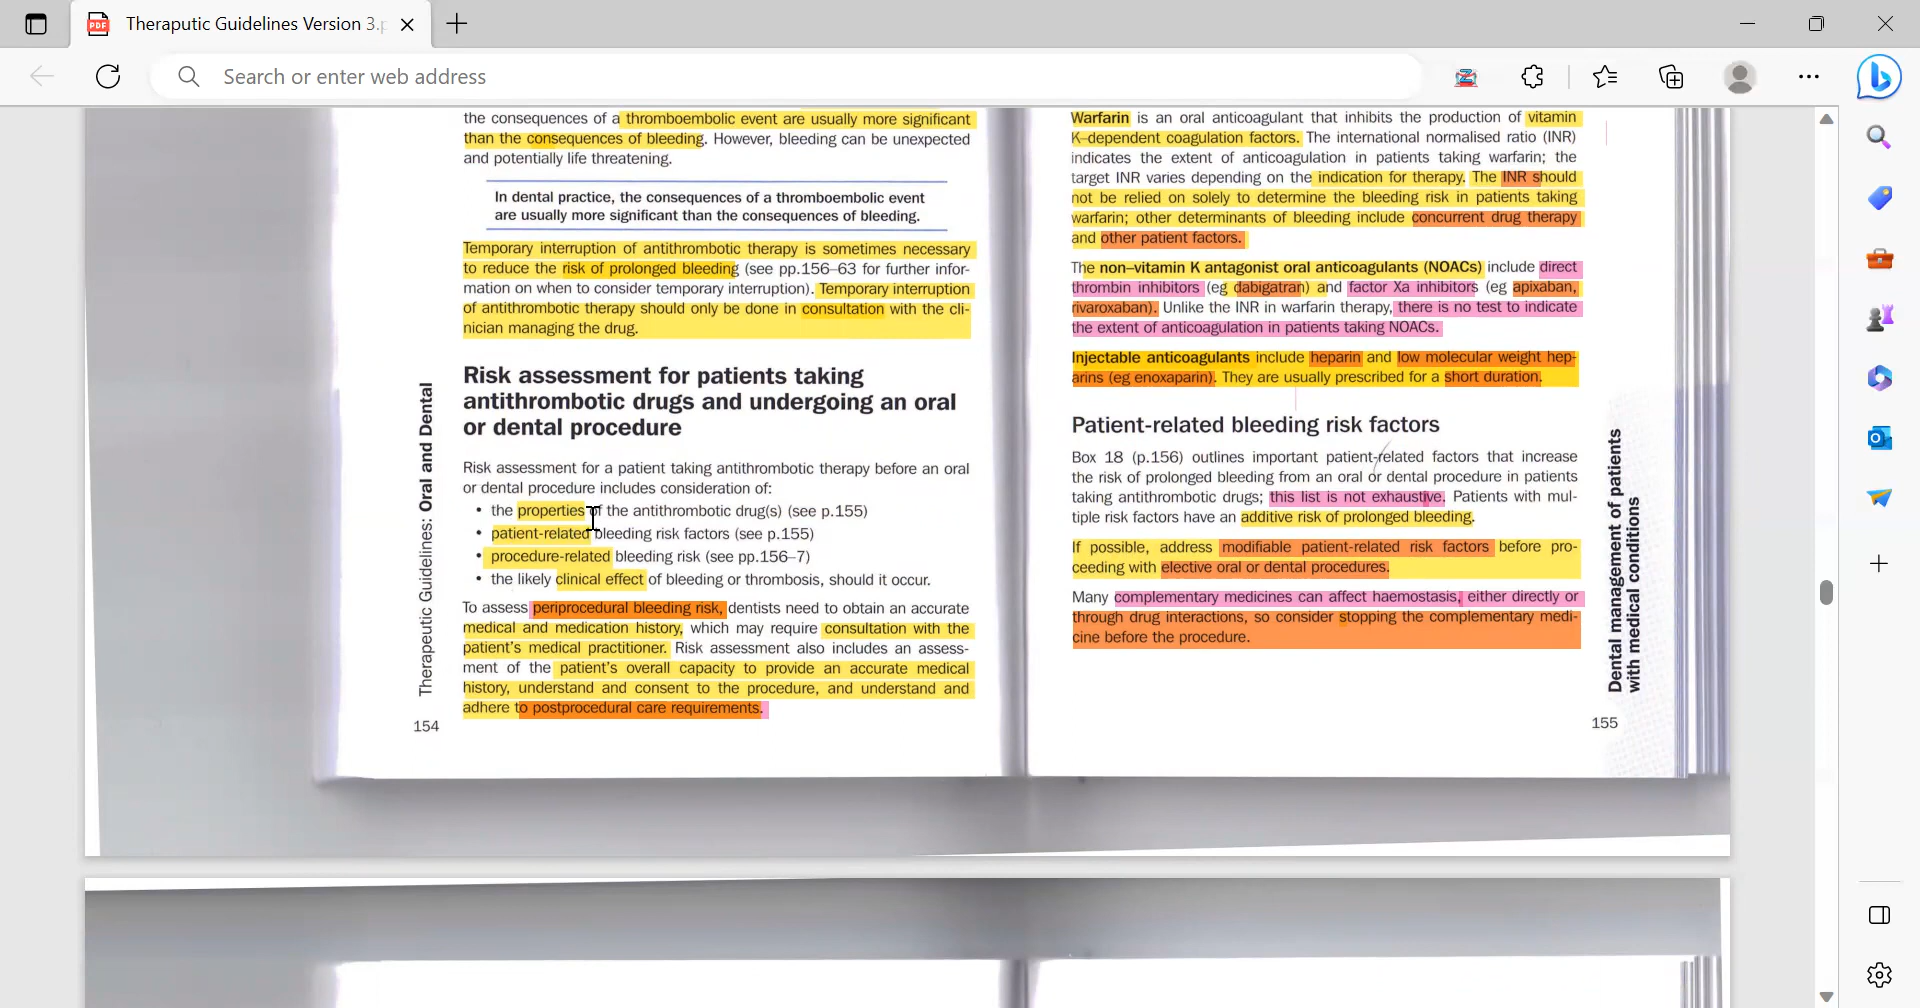 Theraputic Guidelines Version 3.p
Search or enter web address
the consequences of a thromboembolic event are usually more significant
than the consequences of bleeding. However, bleeding can be unexpected
and potentially life threatening.
In dental practice, the consequences of a thromboembolic event
are usually more significant than the consequences of bleeding.
Temporary interruption of antithrombotic therapy is sometimes necessary
to reduce the risk of prolonged bleeding (see pp.156–63 for further infor-
mation on when to consider temporary interruption). Temporary interruption
of antithrombotic therapy should only be done in consultation with the cli-
nician managing the drug.
Risk assessment for patients taking
antithrombotic drugs and undergoing an oral
or dental procedure
Risk assessment for a patient taking antithrombotic therapy before an oral
or dental procedure includes consideration of:
• the properties of the antithrombotic drug(s) (see p.155)
• patient-related bleeding risk factors (see p.155)
• procedure-related bleeding risk (see pp.156–7)
• the likely clinical effect of bleeding or thrombosis, should it occur.
To assess periprocedural bleeding risk, dentists need to obtain an accurate
medical and medication history, which may require consultation with the
patient's medical practitioner. Risk assessment also includes an assess-
ment of the patient's overall capacity to provide an accurate medical
history, understand and consent to the procedure, and understand and
adhere to postprocedural care requirements.
Therapeutic Guidelines: Oral and Dental
154
Warfarin is an oral anticoagulant that inhibits the production of vitamin
K–dependent coagulation factors. The international normalised ratio (INR)
indicates the extent of anticoagulation in patients taking warfarin; the
target INR varies depending on the indication for therapy. The INR should
not be relied on solely to determine the bleeding risk in patients taking
warfarin; other determinants of bleeding include concurrent drug therapy
and other patient factors.
The non–vitamin K antagonist oral anticoagulants (NOACs) include direct
thrombin inhibitors (eg dabigatran) and factor Xa inhibitors (eg apixaban,
rivaroxaban). Unlike the INR in warfarin therapy, there is no test to indicate
the extent of anticoagulation in patients taking NOACs.
Injectable anticoagulants include heparin and low molecular weight hep-
arins (eg enoxaparin). They are usually prescribed for a short duration.
Patient-related bleeding risk factors
Box 18 (p.156) outlines important patient-related factors that increase
the risk of prolonged bleeding from an oral or dental procedure in patients
taking antithrombotic drugs; this list is not exhaustive. Patients with mul-
tiple risk factors have an additive risk of prolonged bleeding.
If possible, address modifiable patient-related risk factors before pro-
ceeding with elective oral or dental procedures.
Many complementary medicines can affect haemostasis, either directly or
through drug interactions, so consider stopping the complementary medi-
cine before the procedure.
Dental management of patients
with medical conditions
155